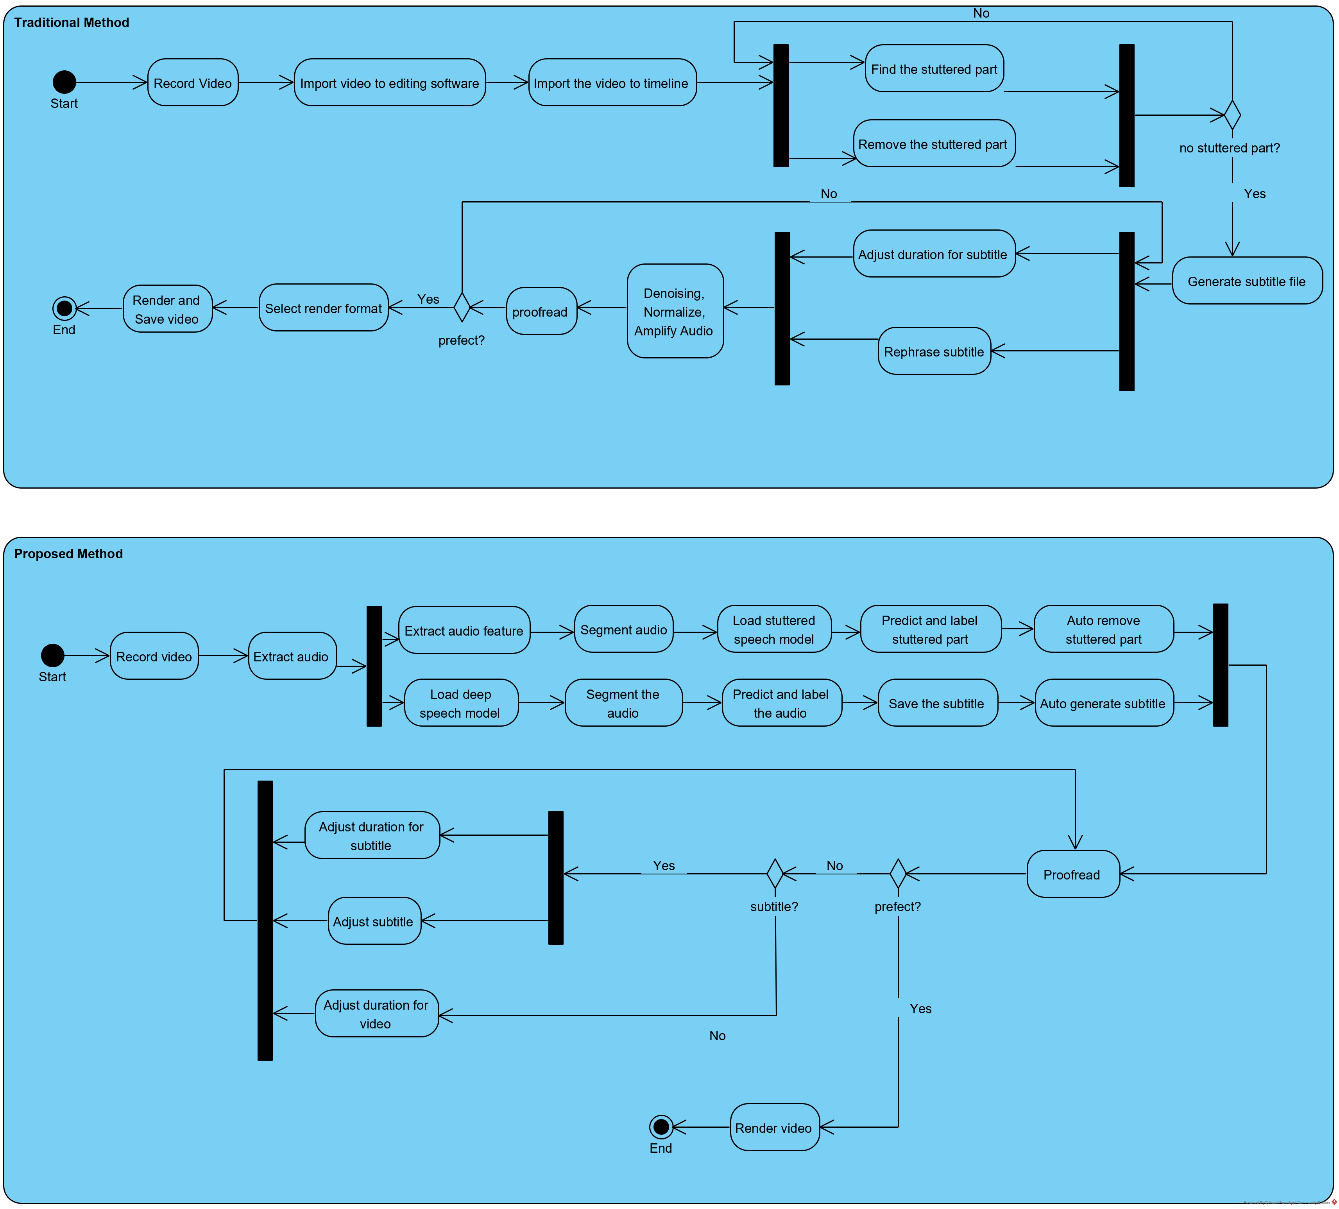 Traditional Method
No
Start
Record Video
Import video to editing software
Import the video to timeline
Find the stuttered part
Remove the stuttered part
no stuttered part?
Yes
No
Generate subtitle file
Adjust duration for subtitle
Rephrase subtitle
Denoising,
Normalize,
Amplify Audio
proofread
prefect?
Yes
Select render format
Render and
Save video
End
Proposed Method
Start
Record video
Extract audio
Extract audio feature
Segment audio
Load stuttered
speech model
Predict and label
stuttered part
Auto remove
stuttered part
Load deep
speech model
Segment the
audio
Predict and label
the audio
Save the subtitle
Auto generate subtitle
Proofread
prefect?
No
subtitle?
Yes
Adjust duration for
subtitle
Adjust subtitle
Adjust duration for
video
No
Yes
Render video
End